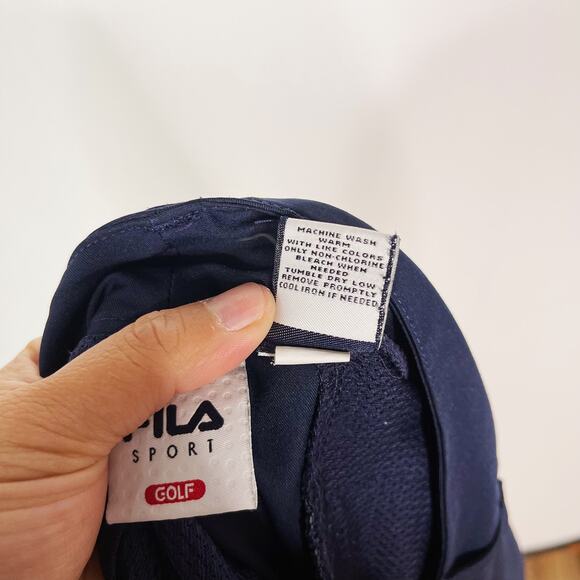 MACHINE WASH
WARM
WITH LIKE COLORS
ONLY NON-CHLORINE
BLEACH WHEN
NEEDED
TUMBLE DRY LOW
REMOVE PROMPTLY
COOL IRON IF NEEDED
FILA
SPORT
GOLF